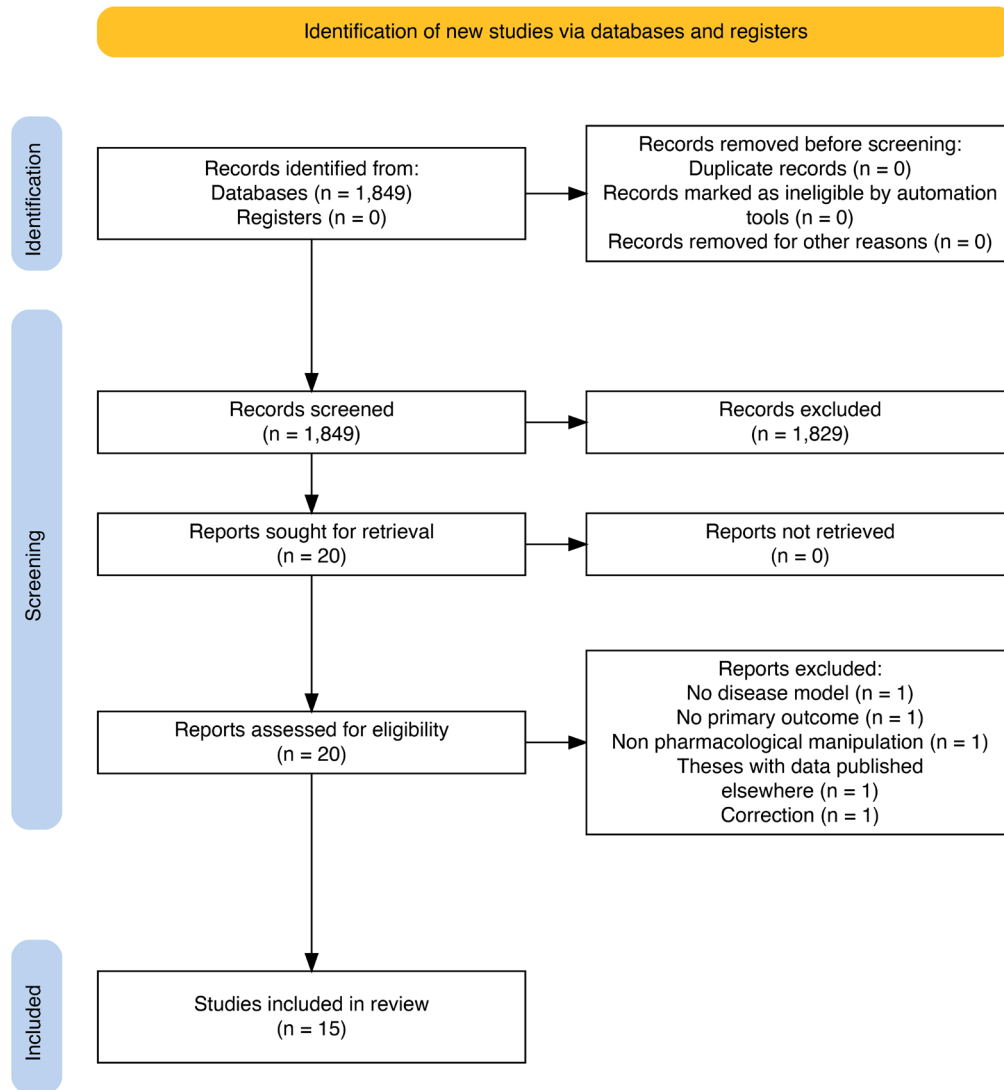 Identification of new studies via databases and registers
Identification
Records identified from:
Databases (n = 1,849)
Registers (n = 0)
Records removed before screening:
Duplicate records (n = 0)
Records marked as ineligible by automation
tools (n = 0)
Records removed for other reasons (n = 0)
Screening
Records screened
(n = 1,849)
Records excluded
(n = 1,829)
Reports sought for retrieval
(n = 20)
Reports not retrieved
(n = 0)
Reports assessed for eligibility
(n = 20)
Reports excluded:
No disease model (n = 1)
No primary outcome (n = 1)
Non pharmacological manipulation (n = 1)
Theses with data published
elsewhere (n = 1)
Correction (n = 1)
Included
Studies included in review
(n = 15)